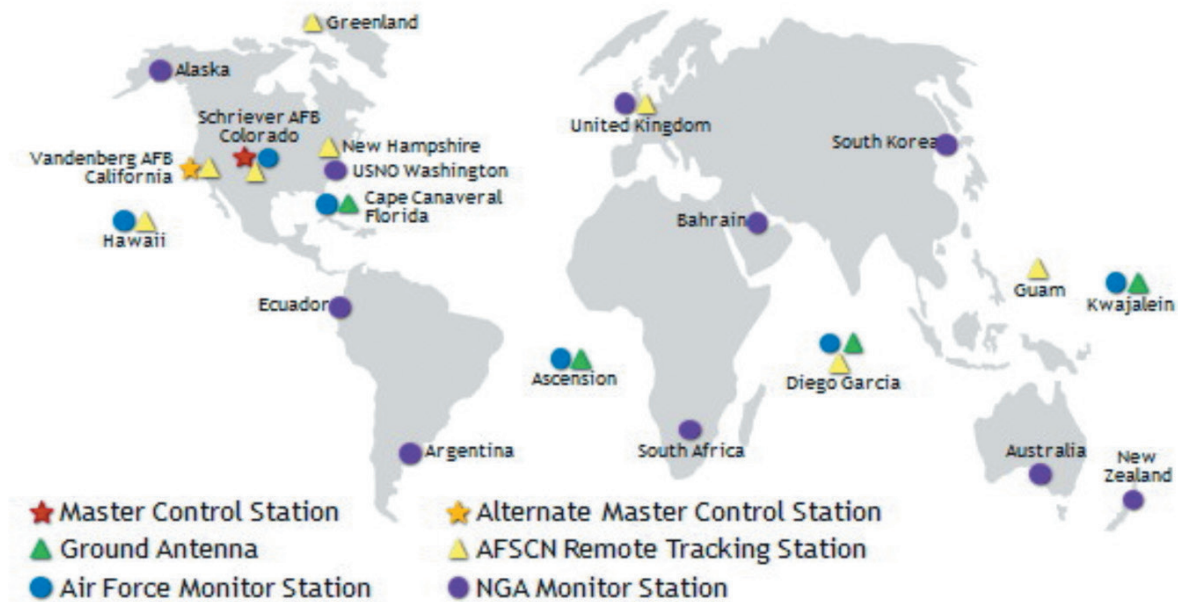 Greenland
Alaska
Schriever AFB
Colorado
Vandenberg AFB
California
New Hampshire
USNO Washington
Cape Canaveral
Florida
Hawaii
United Kingdom
South Korea
Bahrain
Ecuador
Guam
Kwajalein
Ascension
Diego Garcia
Argentina
South Africa
Australia
New
Zealand
Master Control Station
Alternate Master Control Station
Ground Antenna
AFSCN Remote Tracking Station
Air Force Monitor Station
NGA Monitor Station